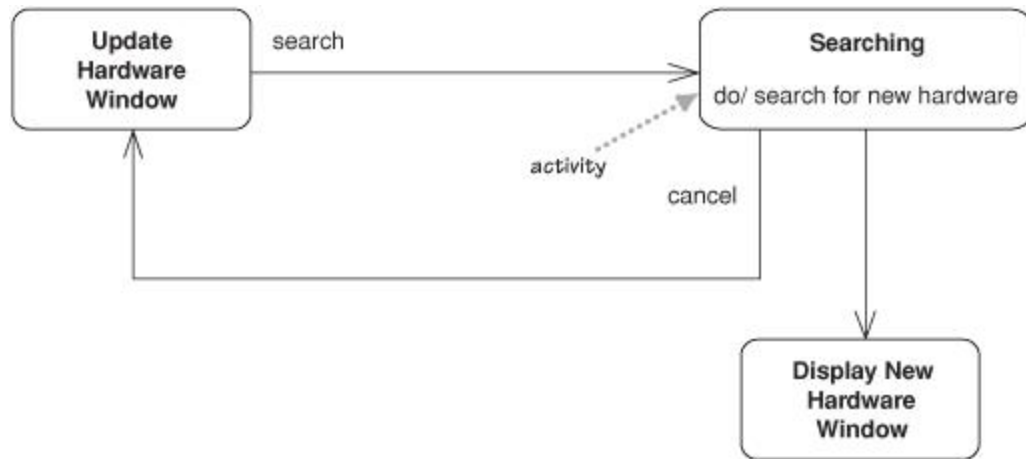 Update
Hardware
Window
search
Searching
do/ search for new hardware
activity
cancel
Display New
Hardware
Window